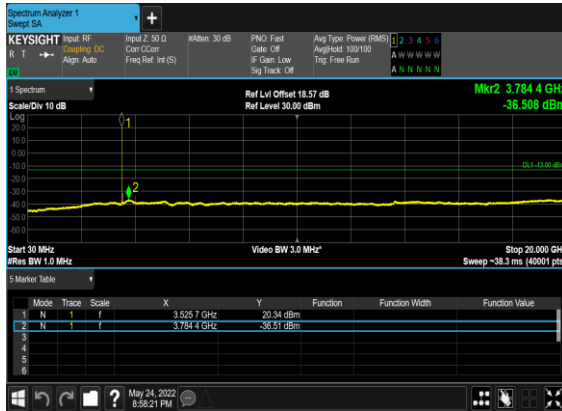 Spectrum Analyzer 1
Swept SA
+
KEYSIGHT Input: RF Input Z: 50 Ω #Atten: 30 dB PNO: Fast Avg Type: Power (RMS) 1 2 3 4 5 6
R T Coupling: DC Corr CCorr Gate: Off Avg|Hold: 100/100 A W W W W W
Align: Auto Freq Ref: Int (S) IF Gain: Low Trig: Free Run
Sig Track: Off A N N N N N
LXI
1 Spectrum Ref Lvl Offset 18.57 dB Mkr2 3.784 4 GHz
Scale/Div 10 dB Ref Level 30.00 dBm -36.508 dBm
Log
20.0
10.0
0.00
-10.0
-20.0
-30.0
-40.0
-50.0
-60.0
1
2
DL1 -13.00 dBm
Start 30 MHz Video BW 3.0 MHz* Stop 20.000 GHz
#Res BW 1.0 MHz Sweep ~38.3 ms (40001 pts)
5 Marker Table
Mode Trace Scale X Y Function Function Width Function Value
1 N 1 f 3.525 7 GHz 20.34 dBm
2 N 1 f 3.784 4 GHz -36.51 dBm
3
4
5
6
? May 24, 2022
8:58:21 PM